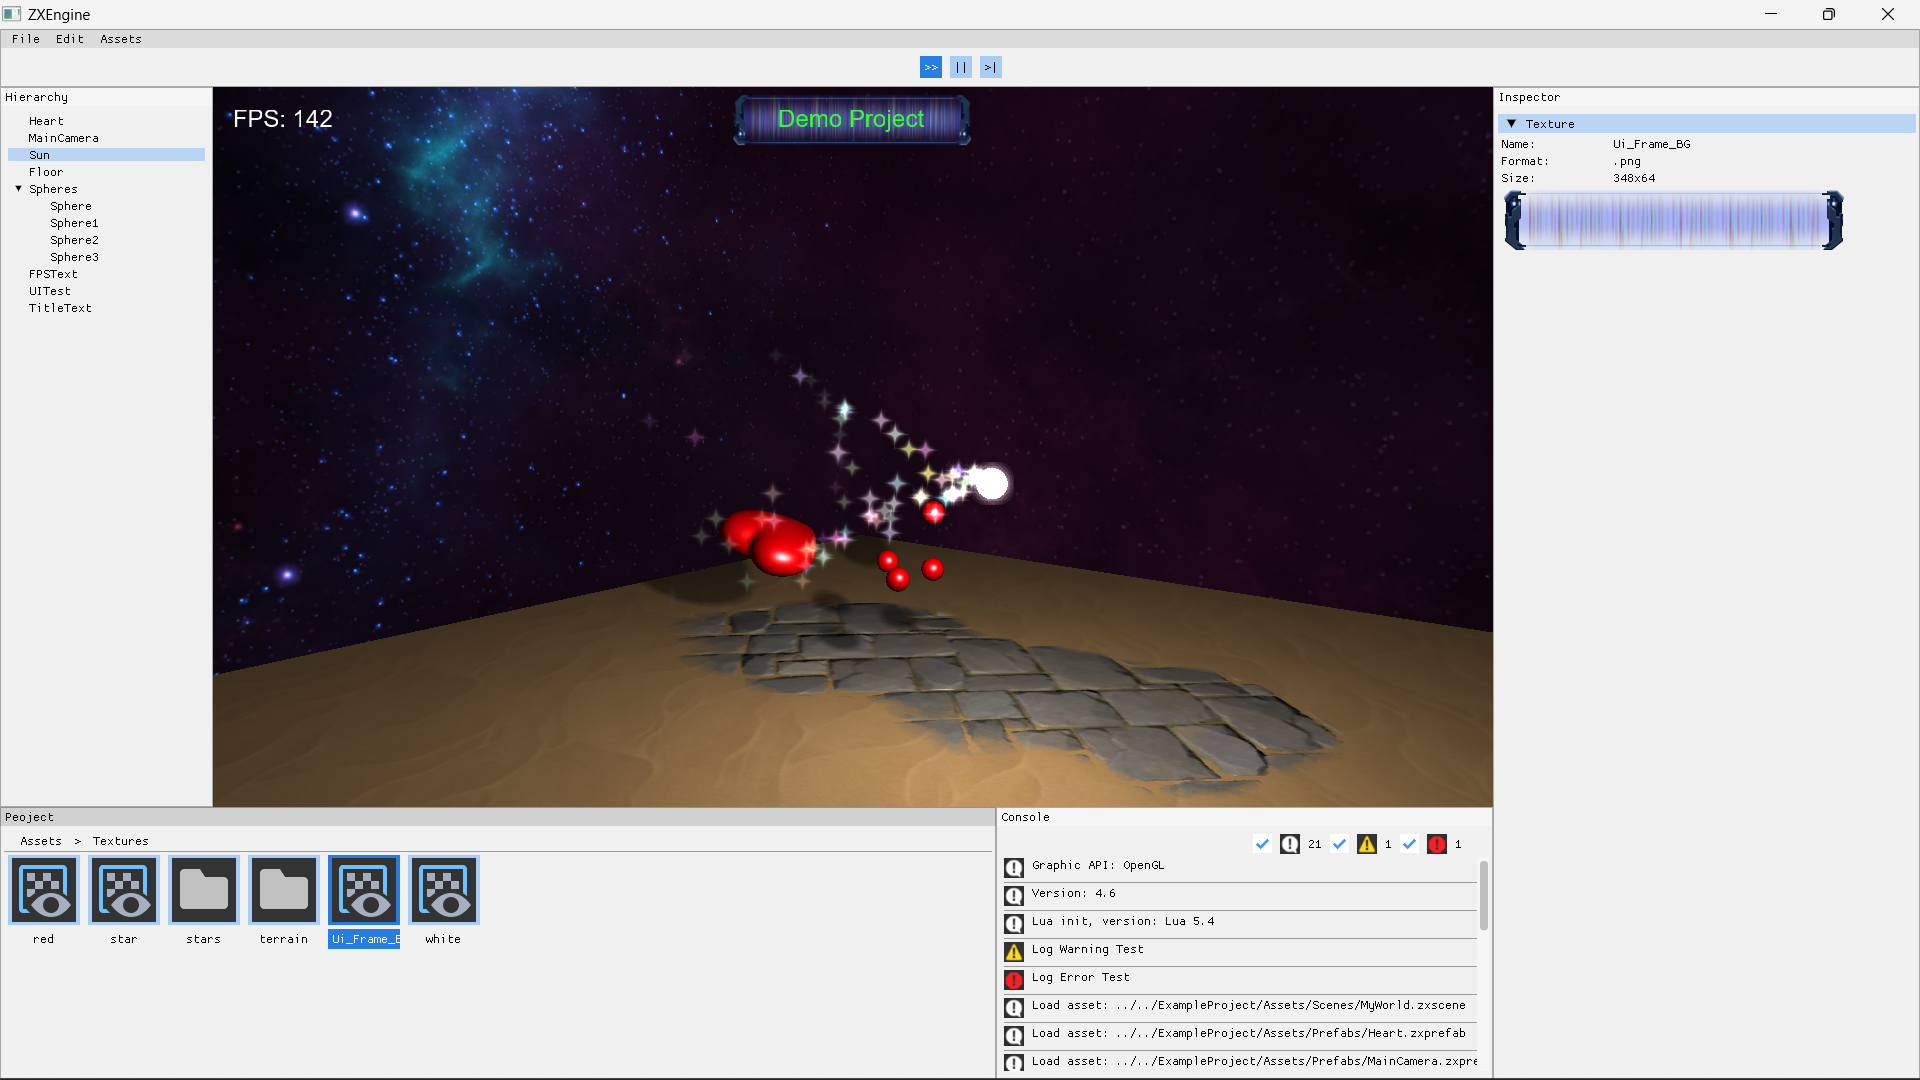 ZXEngine
File Edit Assets
>> || >|
Hierarchy
Heart
MainCamera
Sun
Floor
Spheres
Sphere
Sphere1
Sphere2
Sphere3
FPSText
UITest
TitleText
FPS: 142
Demo Project
Inspector
Texture
Name: Ui_Frame_BG
Format: .png
Size: 348x64
Peoject
Assets > Textures
red
star
stars
terrain
Ui_Frame_B
white
Console
21 1 1
Graphic API: OpenGL
Version: 4.6
Lua init, version: Lua 5.4
Log Warning Test
Log Error Test
Load asset: ../../ExampleProject/Assets/Scenes/MyWorld.zxscene
Load asset: ../../ExampleProject/Assets/Prefabs/Heart.zxprefab
Load asset: ../../ExampleProject/Assets/Prefabs/MainCamera.zxpre